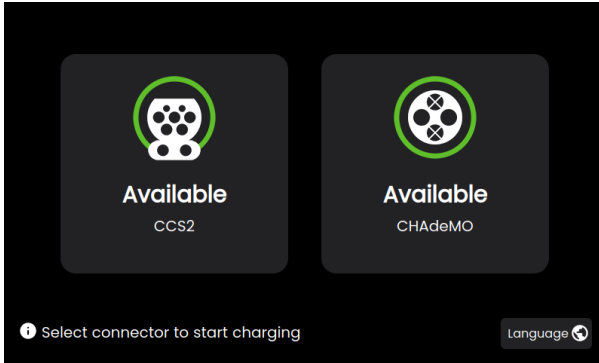 Available
CCS2
Available
CHAdeMO
Select connector to start charging
Language